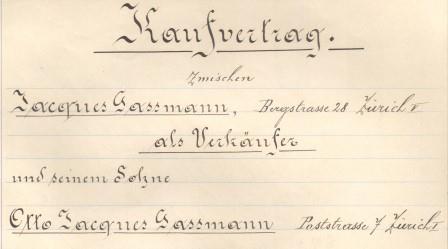 Kaufvertrag.
Zwischen
Jacques Gassmann, Bergstrasse 28 Zürich V
als Verkäufer
und seinem Sohne
Otto Jacques Gassmann Poststrasse 7 Zürich I